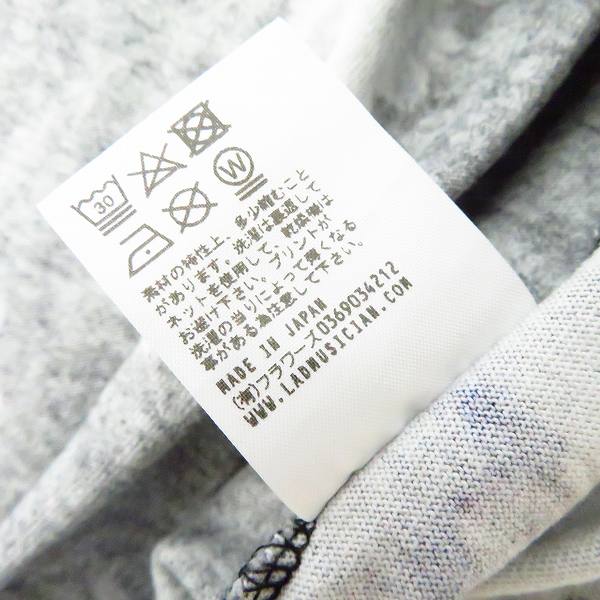 30
W
素材の特性上、多少縮むこと
があります。洗濯は裏返して
ネットを使用して、乾燥機は
お避け下さい。プリントが
洗濯の当りによって薄くなる
事がある為注意して下さい。
MADE IN JAPAN
(有)フラワーズ0369034212
WWW.LADMUSICIAN.COM